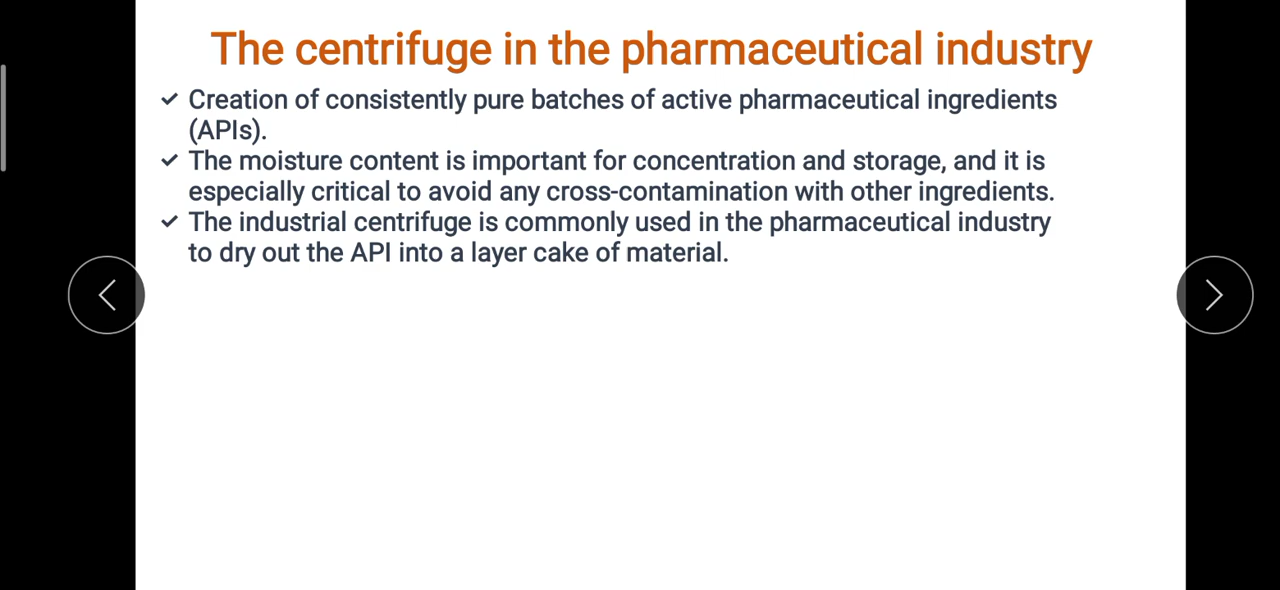 The centrifuge in the pharmaceutical industry
✓ Creation of consistently pure batches of active pharmaceutical ingredients
(APIs).
✓ The moisture content is important for concentration and storage, and it is
especially critical to avoid any cross-contamination with other ingredients.
✓ The industrial centrifuge is commonly used in the pharmaceutical industry
to dry out the API into a layer cake of material.